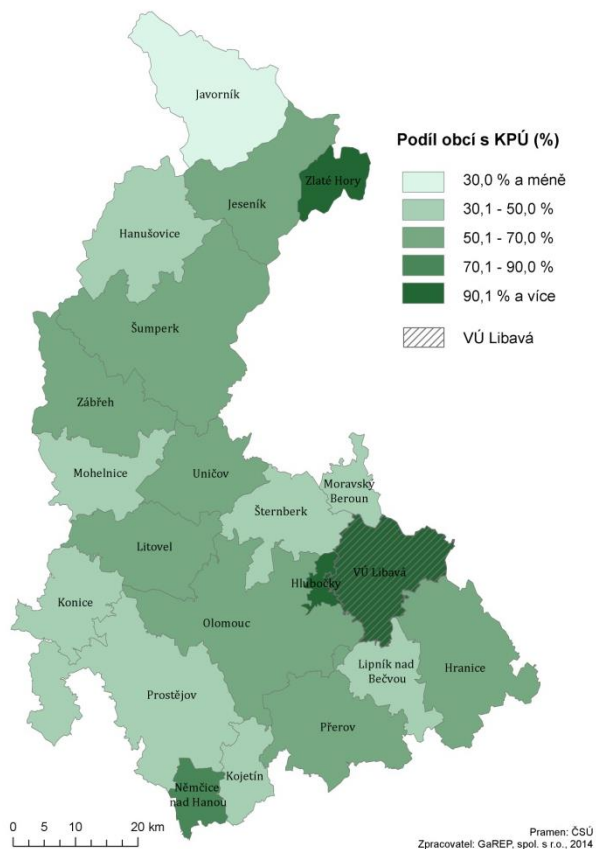 Javorník
Podíl obcí s KPÚ (%)
Zlaté Hory
30,0 % a méně
Jeseník
30,1 - 50,0 %
Hanušovice
50,1 - 70,0 %
70,1 - 90,0 %
90,1 % a více
Šumperk
VÚ Libavá
Zábřeh
Mohelnice
Uničov
Moravský
Beroun
Šternberk
Litovel
VÚ Libavá
Hlubočky
Konice
Olomouc
Lipník nad
Bečvou
Hranice
Prostějov
Přerov
Kojetín
Němčice
nad Hanou
0 5 10 20 km
Pramen: ČSÚ
Zpracovatel: GaREP, spol. s r.o., 2014